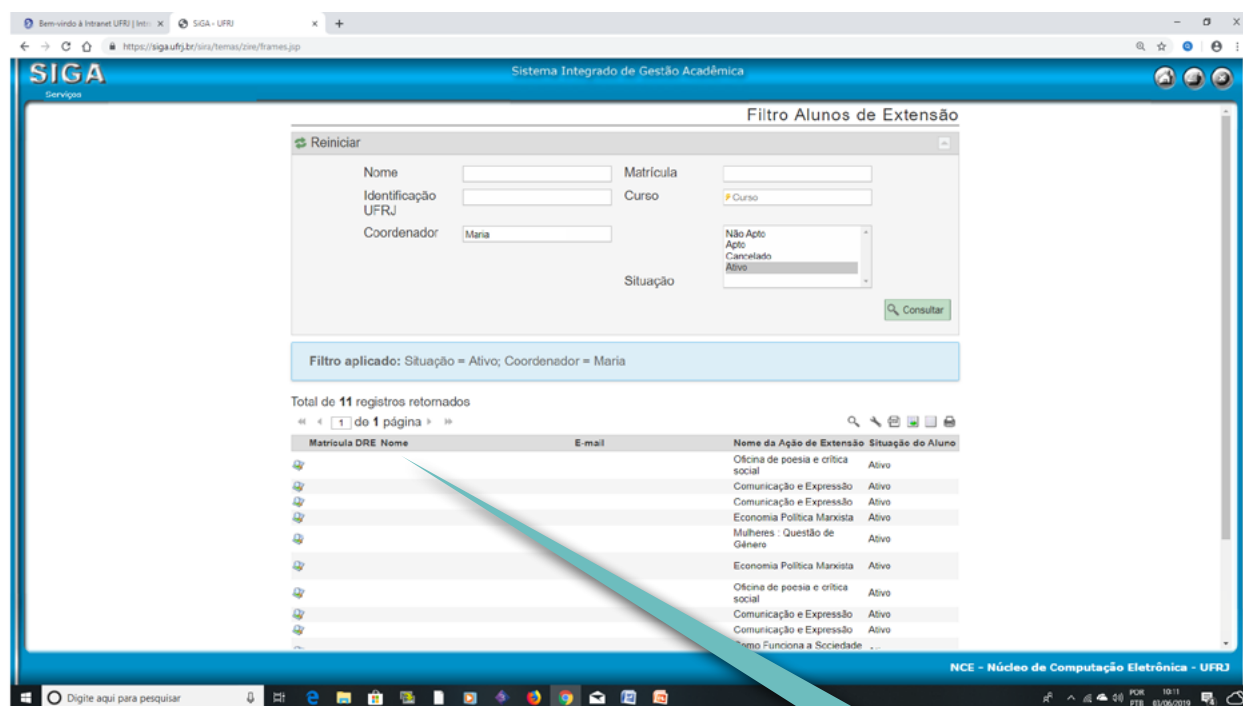 Bem-vindo à Intranet UFRJ | Intr
SIGA - UFRJ
https://siga.ufrj.br/sira/temas/zire/frames.jsp
SIGA
Sistema Integrado de Gestão Acadêmica
Serviços
Filtro Alunos de Extensão
Reiniciar
Nome
Matrícula
Identificação UFRJ
Curso
Curso
Coordenador
Maria
Não Apto
Apto
Cancelado
Ativo
Situação
Consultar
Filtro aplicado: Situação = Ativo; Coordenador = Maria
Total de 11 registros retornados
1 de 1 página
Matrícula DRE Nome E-mail Nome da Ação de Extensão Situação do Aluno
Oficina de poesia e crítica social Ativo
Comunicação e Expressão Ativo
Comunicação e Expressão Ativo
Economia Política Marxista Ativo
Mulheres : Questão de Gênero Ativo
Economia Política Marxista Ativo
Oficina de poesia e crítica social Ativo
Comunicação e Expressão Ativo
Comunicação e Expressão Ativo
Como Funciona a Sociedade
NCE - Núcleo de Computação Eletrônica - UFRJ
Digite aqui para pesquisar
POR 10:11
PTB 03/06/2019